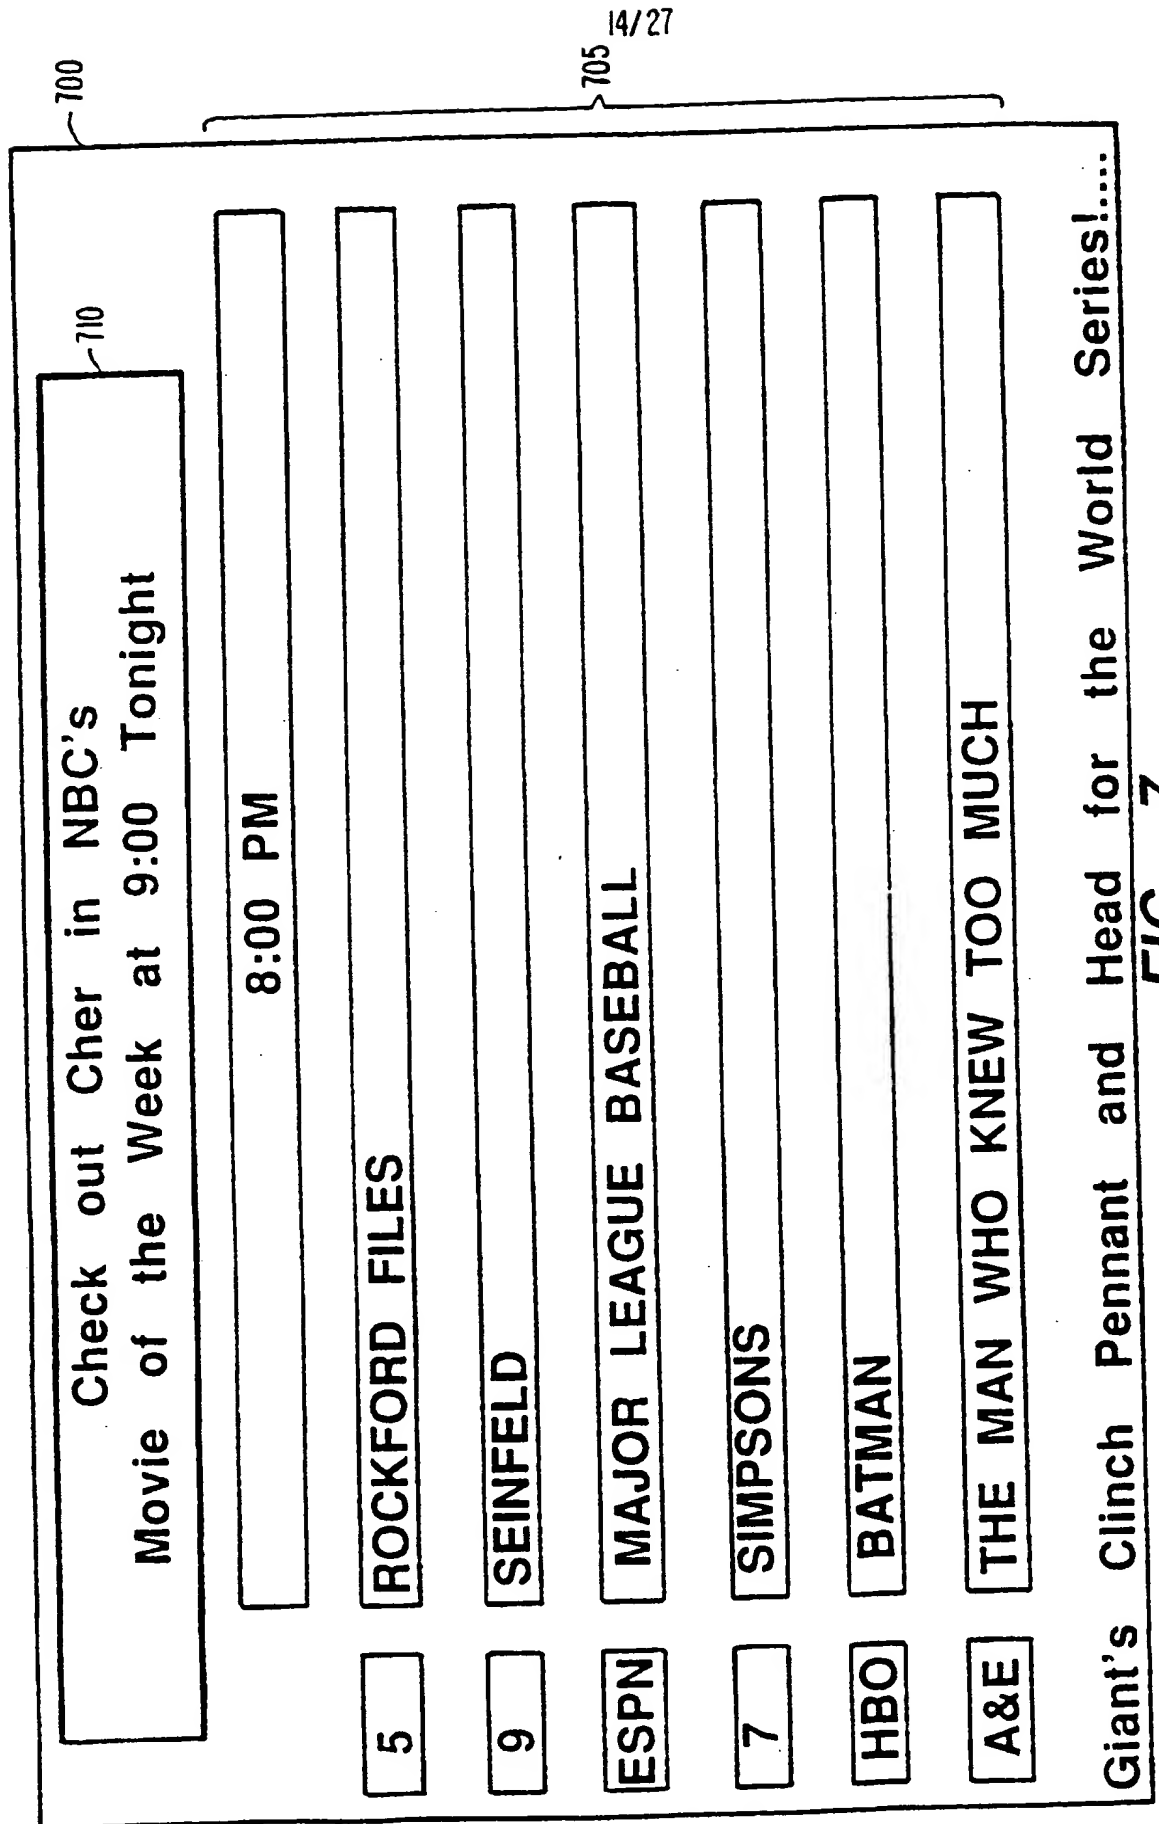 14/27
700
710
Check out Cher in NBC's
Movie of the Week at 9:00 Tonight
705
8:00 PM
5 ROCKFORD FILES
9 SEINFELD
ESPN MAJOR LEAGUE BASEBALL
7 SIMPSONS
HBO BATMAN
A&E THE MAN WHO KNEW TOO MUCH
Giant's Clinch Pennant and Head for the World Series!....
FIG. 7